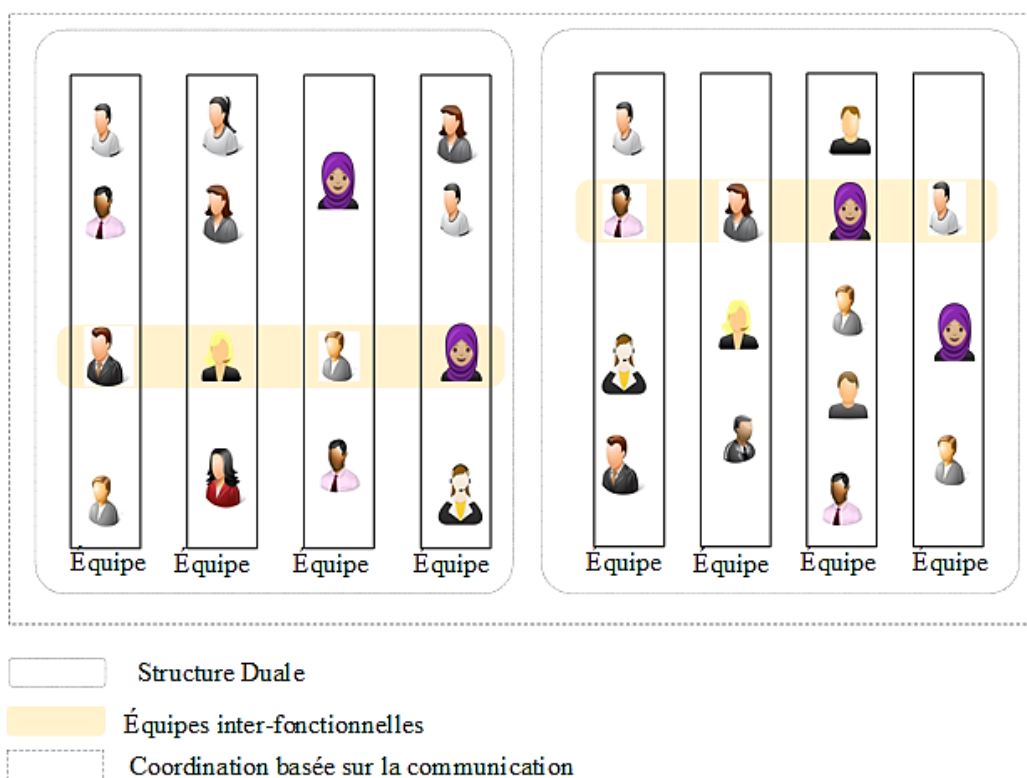 Équipe Équipe Équipe Équipe Équipe Équipe Équipe Équipe
Structure Duale
Équipes inter-fonctionnelles
Coordination basée sur la communication